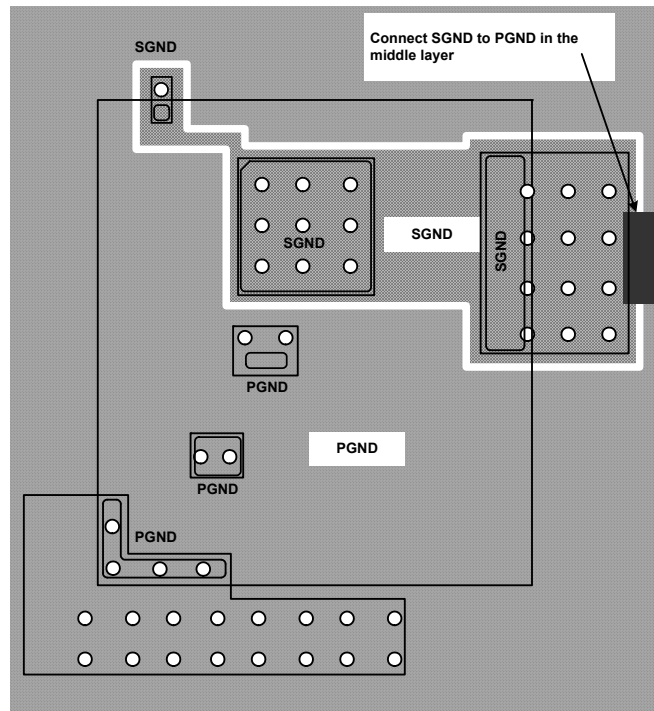 SGND
Connect SGND to PGND in the
middle layer
SGND
SGND
SGND
PGND
PGND
PGND
PGND